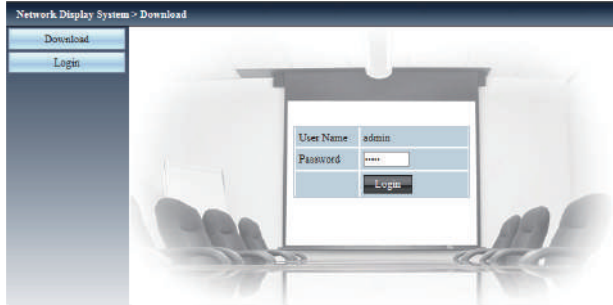 Network Display System > Download
Download
Login
User Name admin
Password •••••
Login